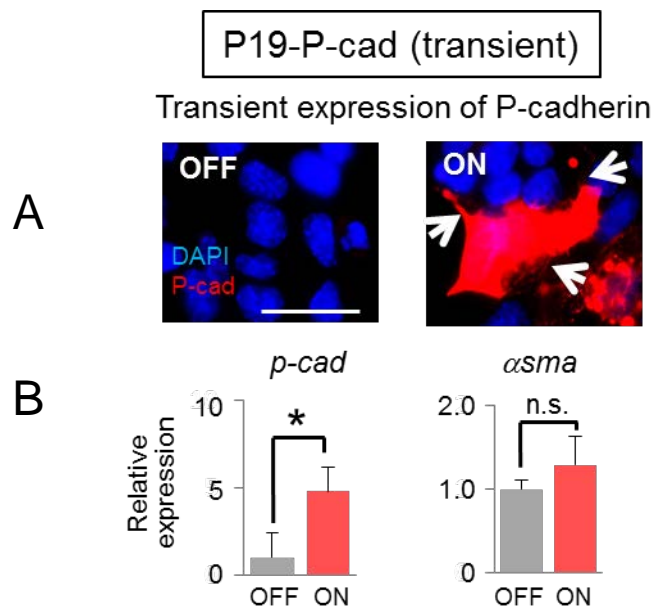 P19-P-cad (transient)
Transient expression of P-cadherin
A
OFF
DAPI
P-cad
ON
B
p-cad
αsma
Relative
expression
10
5
0
*
OFF ON
2.0
1.0
0
n.s.
OFF ON